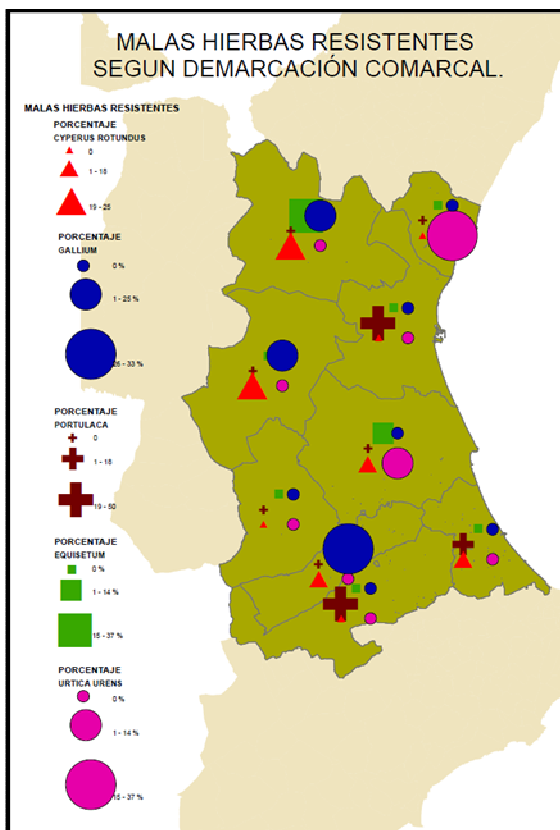 MALAS HIERBAS RESISTENTES
SEGUN DEMARCACIÓN COMARCAL.
MALAS HIERBAS RESISTENTES
PORCENTAJE
CYPERUS ROTUNDUS
0
1 - 18
19 - 25
PORCENTAJE
GALLIUM
0 %
1 - 25 %
26 - 33 %
PORCENTAJE
PORTULACA
0
1 - 18
19 - 50
PORCENTAJE
EQUISETUM
0 %
1 - 14 %
15 - 37 %
PORCENTAJE
URTICA URENS
0 %
1 - 14 %
15 - 37 %